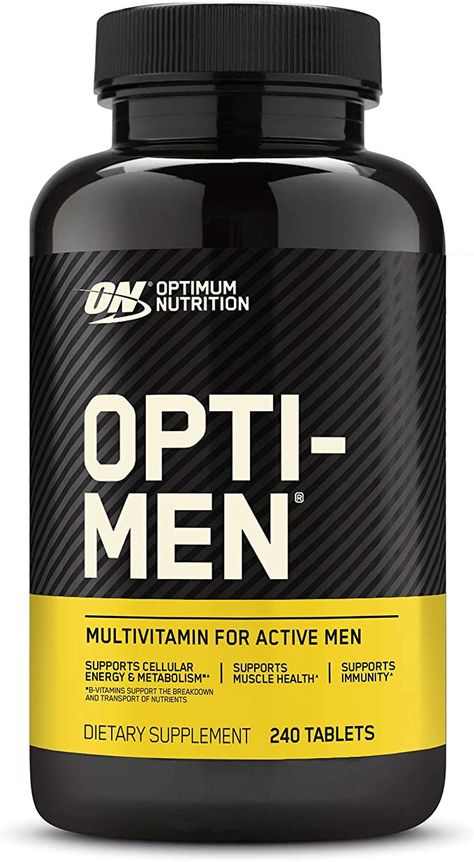 ON® OPTIMUM
NUTRITION
OPTI-
MEN®
MULTIVITAMIN FOR ACTIVE MEN
SUPPORTS CELLULAR
ENERGY & METABOLISM*^
*B-VITAMINS SUPPORT THE BREAKDOWN
AND TRANSPORT OF NUTRIENTS
SUPPORTS
MUSCLE HEALTH^
SUPPORTS
IMMUNITY^
DIETARY SUPPLEMENT 240 TABLETS